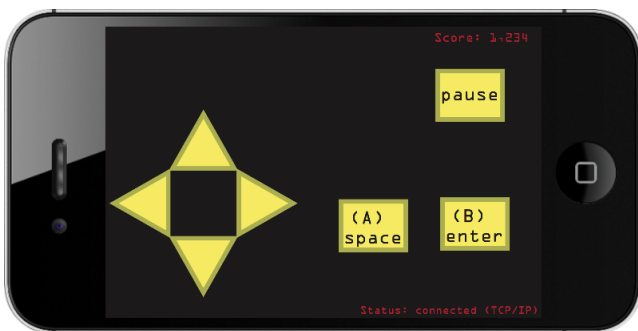 Score: 1,234
pause
(A)
space
(B)
enter
Status: connected (TCP/IP)